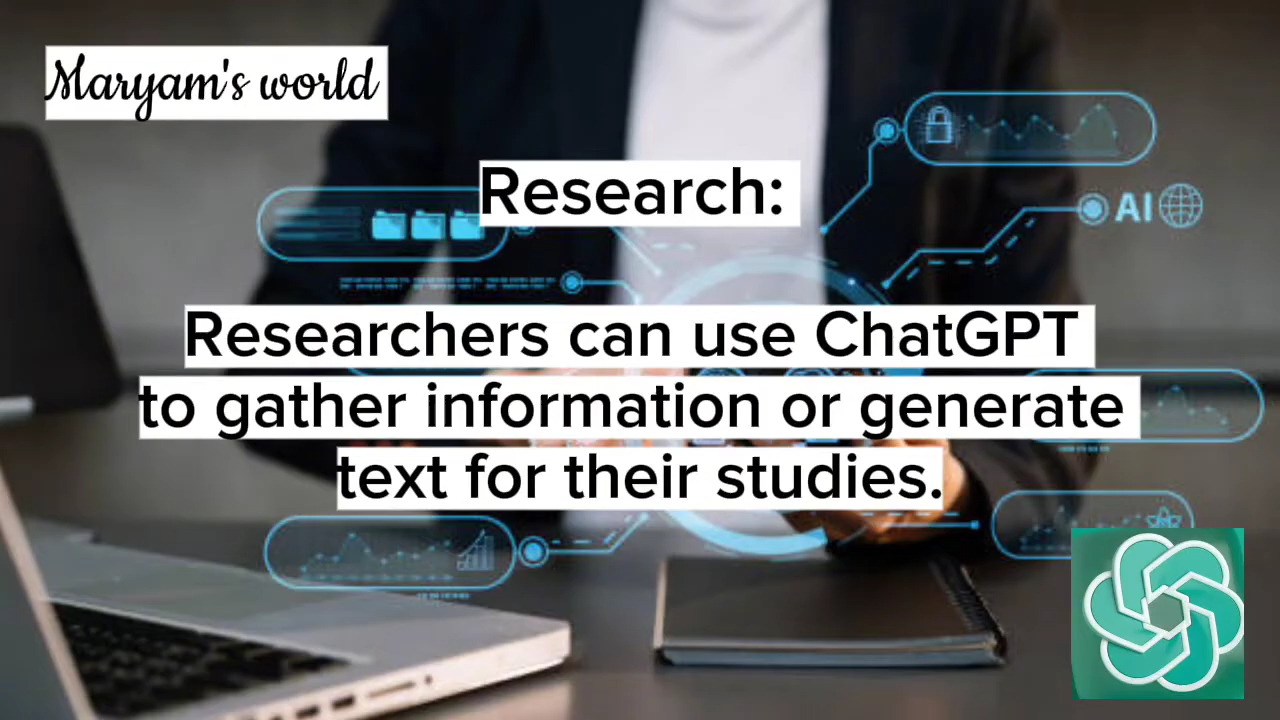 Maryam's world
Research:
AI
Researchers can use ChatGPT
to gather information or generate
text for their studies.